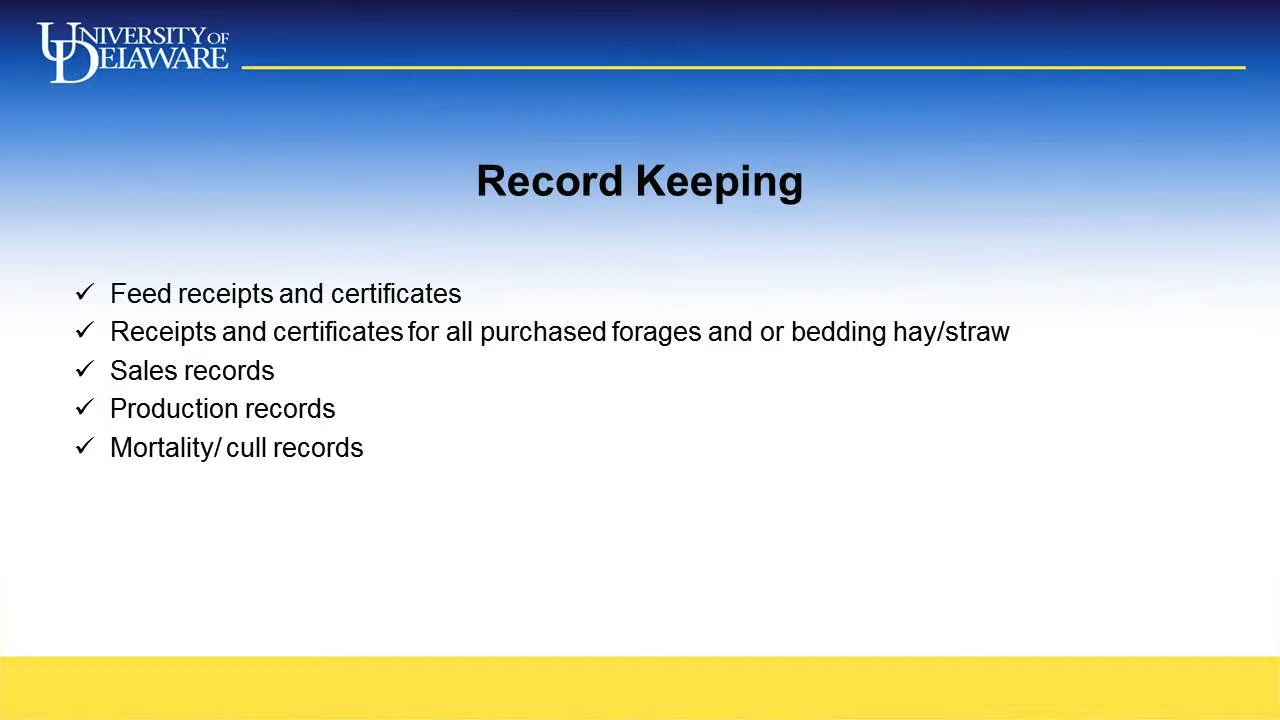 UNIVERSITY OF
DELAWARE
Record Keeping
✓ Feed receipts and certificates
✓ Receipts and certificates for all purchased forages and or bedding hay/straw
✓ Sales records
✓ Production records
✓ Mortality/ cull records